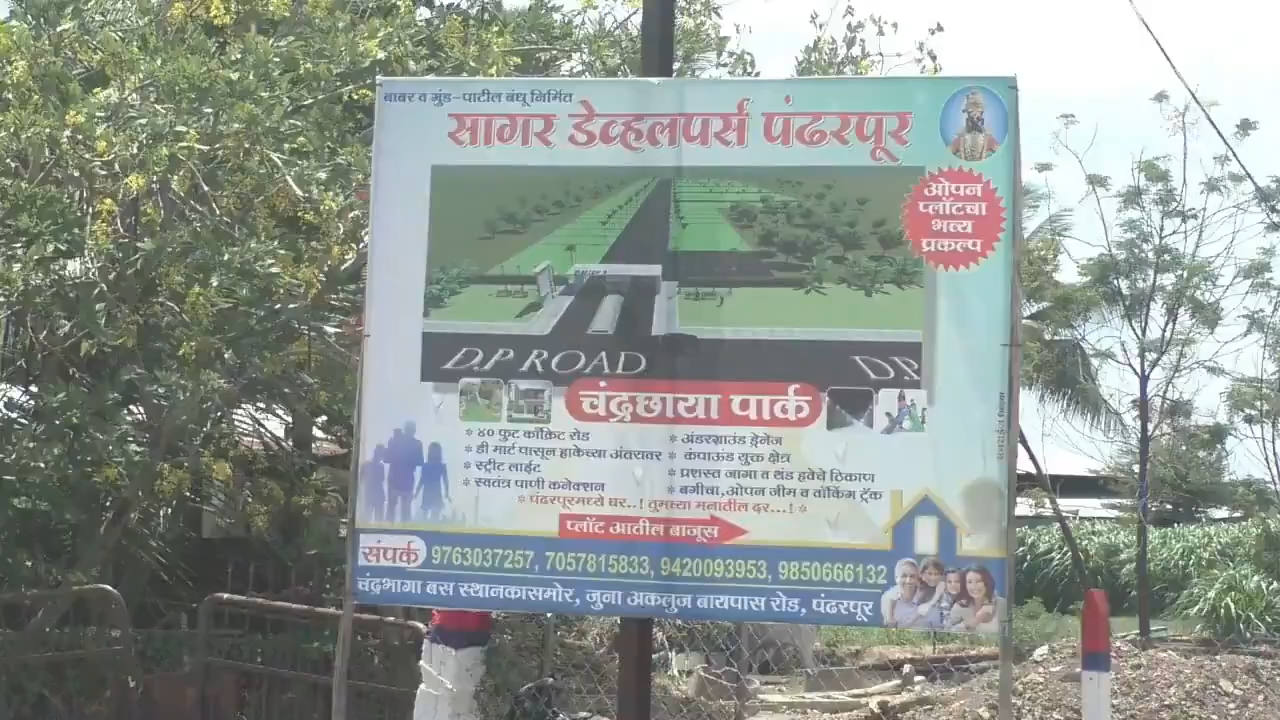 बाबर व गुंड-पाटील बंधू निर्मित
सागर डेव्हलपर्स पंढरपूर
ओपन
प्लॉटचा
भव्य
प्रकल्प
D.P ROAD
D.P
चंद्रछाया पार्क
* ४० फुट काँक्रिट रोड
* डी मार्ट पासून हाकेच्या अंतरावर
* स्ट्रीट लाईट
* स्वतंत्र पाणी कनेक्शन
* अंडरग्राउंड ड्रेनेज
* कंपाऊंड युक्त क्षेत्र
* प्रशस्त जागा व थंड हवेचे ठिकाण
* बगीचा,ओपन जीम व वॉकिंग ट्रॅक
* पंढरपूरमध्ये घर..! तुमच्या मनातील दर...! *
प्लॉट आतील बाजूस
संपर्क 9763037257, 7057815833, 9420093953, 9850666132
चंद्रभागा बस स्थानकासमोर, जुना अकलुज बायपास रोड, पंढरपूर